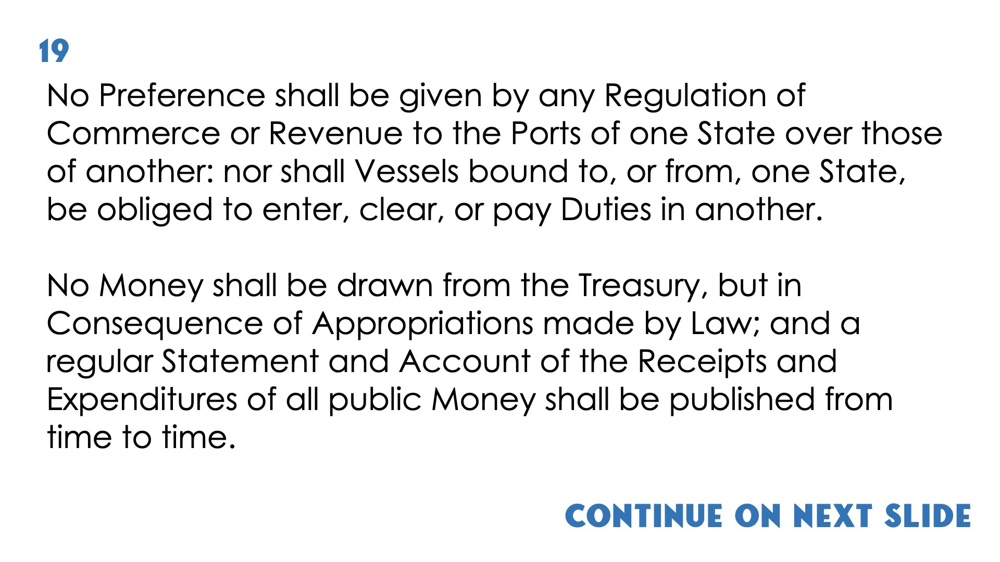 19
No Preference shall be given by any Regulation of
Commerce or Revenue to the Ports of one State over those
of another: nor shall Vessels bound to, or from, one State,
be obliged to enter, clear, or pay Duties in another.
No Money shall be drawn from the Treasury, but in
Consequence of Appropriations made by Law; and a
regular Statement and Account of the Receipts and
Expenditures of all public Money shall be published from
time to time.
CONTINUE ON NEXT SLIDE